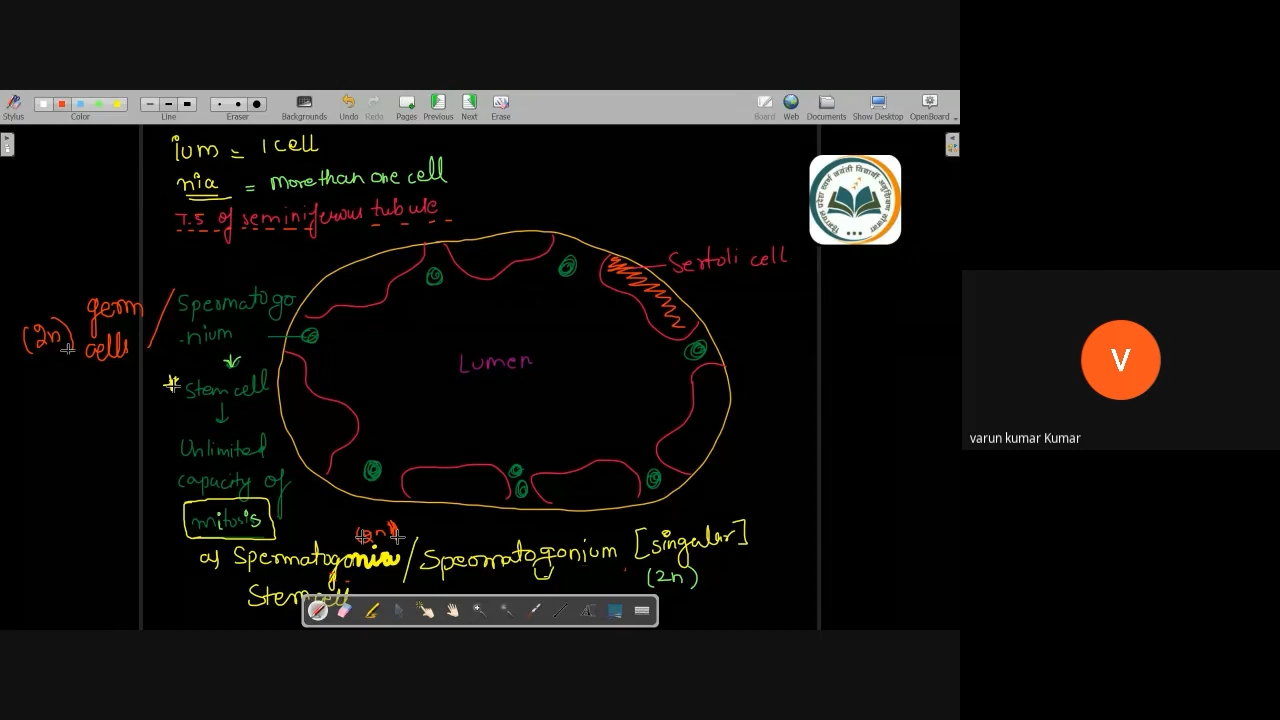 Stylus
Color
Line
Eraser
Backgrounds
Undo
Redo
Pages
Previous
Next
Erase
Board
Web
Documents
Show Desktop
OpenBoard
ium = 1 cell
nia = more than one cell
T.S of seminiferous tubule
Sertoli cell
germ
(2n) cells
Spermatogo
-nium
Stem cell
Unlimited
capacity of
mitosis
Lumen
(2n)
a) Spermatogonia / Spermatogonium [singular]
(2n)
Stem cell
V
varun kumar Kumar